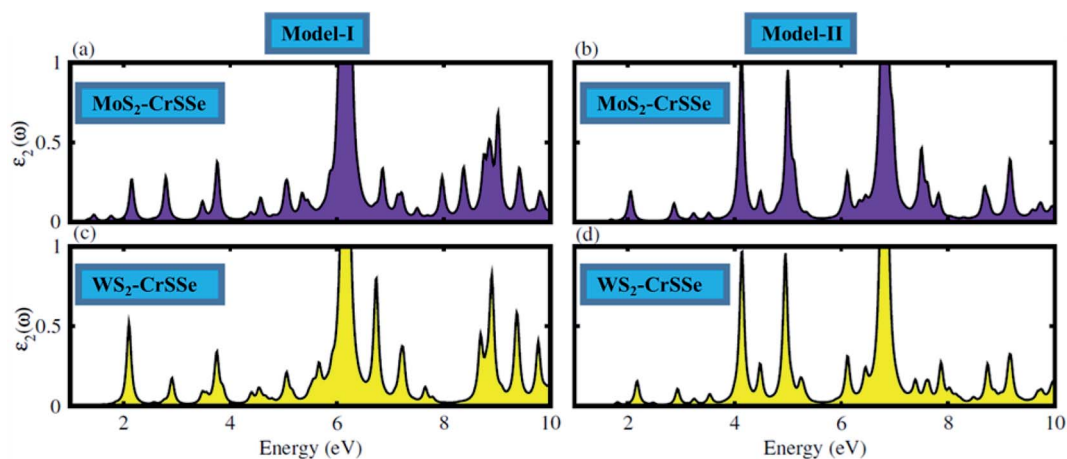 Model-I
Model-II
(a)
(b)
1
MoS₂-CrSSe
ε₂(ω)
0.5
0
1
MoS₂-CrSSe
ε₂(ω)
0.5
0
(c)
(d)
1
WS₂-CrSSe
ε₂(ω)
0.5
0
1
WS₂-CrSSe
ε₂(ω)
0.5
0
2 4 6 8 10
2 4 6 8 10
Energy (eV)
Energy (eV)